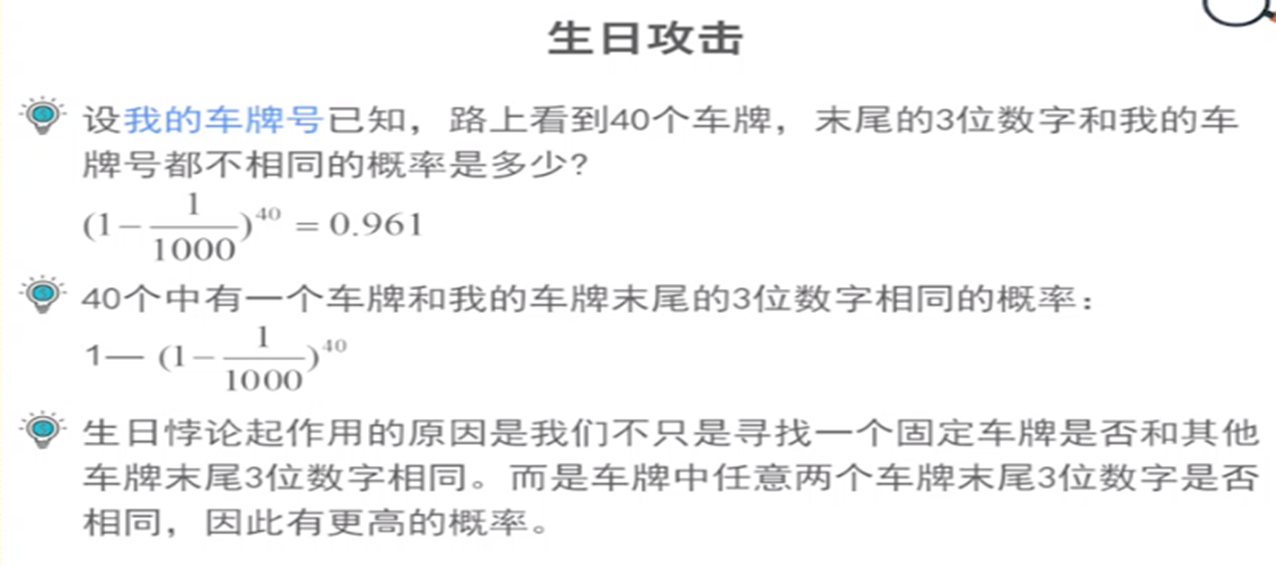 生日攻击
设我的车牌号已知，路上看到40个车牌，末尾的3位数字和我的车
牌号都不相同的概率是多少？
(1－1/1000)^40 = 0.961
40个中有一个车牌和我的车牌末尾的3位数字相同的概率：
1—(1－1/1000)^40
生日悖论起作用的原因是我们不只是寻找一个固定车牌是否和其他
车牌末尾3位数字相同。而是车牌中任意两个车牌末尾3位数字是否
相同，因此有更高的概率。